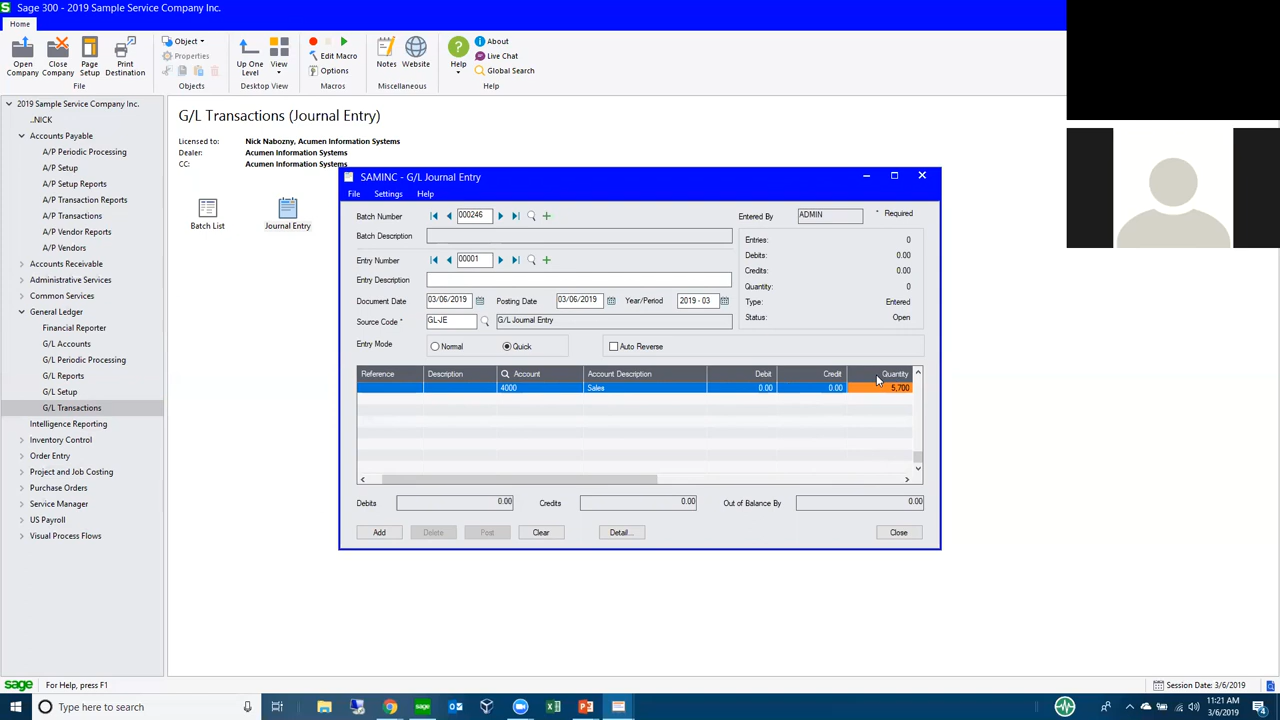 Sage 300 - 2019 Sample Service Company Inc.
Home
Open Company
Close Company
Page Setup
Print Destination
File
Object
Properties
Objects
Up One Level
View
Desktop View
Edit Macro
Options
Macros
Notes
Website
Miscellaneous
Help
About
Live Chat
Global Search
Help
2019 Sample Service Company Inc.
..NICK
Accounts Payable
A/P Periodic Processing
A/P Setup
A/P Setup Reports
A/P Transaction Reports
A/P Transactions
A/P Vendor Reports
A/P Vendors
Accounts Receivable
Administrative Services
Common Services
General Ledger
Financial Reporter
G/L Accounts
G/L Periodic Processing
G/L Reports
G/L Setup
G/L Transactions
Intelligence Reporting
Inventory Control
Order Entry
Project and Job Costing
Purchase Orders
Service Manager
US Payroll
Visual Process Flows
G/L Transactions (Journal Entry)
Licensed to: Nick Nabozny, Acumen Information Systems
Dealer: Acumen Information Systems
CC: Acumen Information Systems
Batch List
Journal Entry
SAMINC - G/L Journal Entry
File Settings Help
Batch Number 000246
Entered By ADMIN * Required
Batch Description
Entries: 0
Debits: 0.00
Entry Number 00001
Credits: 0.00
Entry Description
Quantity: 0
Document Date 03/06/2019 Posting Date 03/06/2019 Year/Period 2019 - 03
Type: Entered
Source Code * GL-JE G/L Journal Entry
Status: Open
Entry Mode Normal Quick Auto Reverse
Reference Description Account Account Description Debit Credit Quantity
4000 Sales 0.00 0.00 5,700
Debits 0.00 Credits 0.00 Out of Balance By 0.00
Add Delete Post Clear Detail... Close
sage For Help, press F1
Session Date: 3/6/2019
Type here to search
sage
11:21 AM
3/6/2019
4